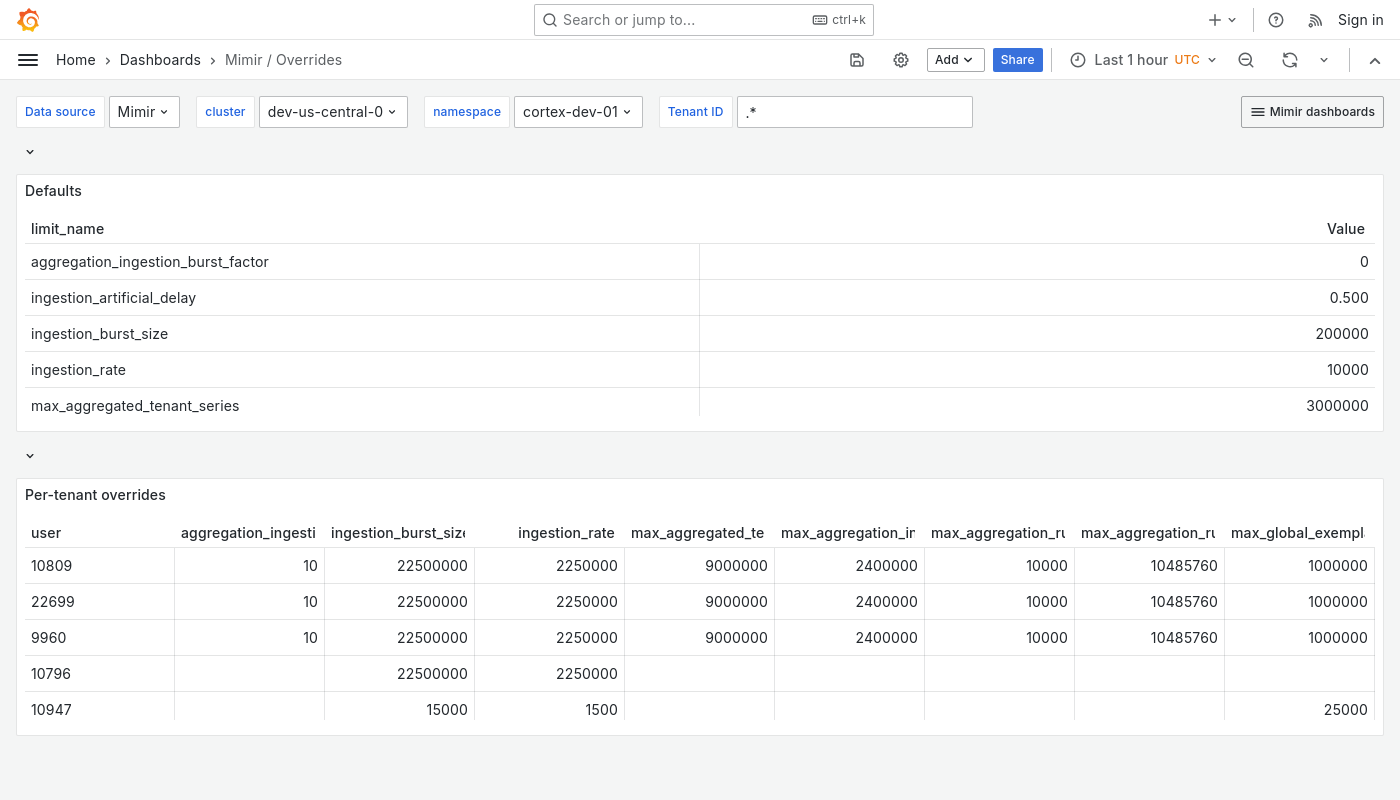 Search or jump to... ctrl+k Sign in
Home › Dashboards › Mimir / Overrides Add Share Last 1 hour UTC
Data source Mimir cluster dev-us-central-0 namespace cortex-dev-01 Tenant ID .* Mimir dashboards
Defaults
limit_name Value
aggregation_ingestion_burst_factor 0
ingestion_artificial_delay 0.500
ingestion_burst_size 200000
ingestion_rate 10000
max_aggregated_tenant_series 3000000
Per-tenant overrides
user aggregation_ingesti ingestion_burst_size ingestion_rate max_aggregated_te max_aggregation_in max_aggregation_ru max_aggregation_ru max_global_exempl
10809 10 22500000 2250000 9000000 2400000 10000 10485760 1000000
22699 10 22500000 2250000 9000000 2400000 10000 10485760 1000000
9960 10 22500000 2250000 9000000 2400000 10000 10485760 1000000
10796 22500000 2250000
10947 15000 1500 25000